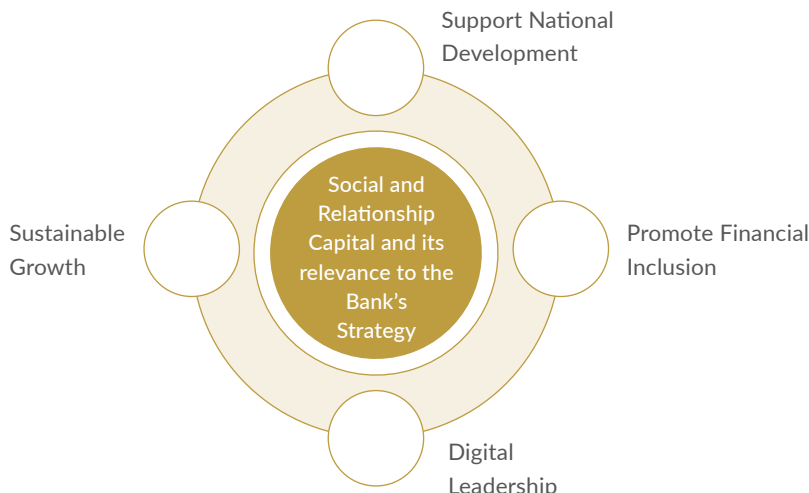 Support National
Development
Sustainable
Growth
Social and
Relationship
Capital and its
relevance to the
Bank's
Strategy
Promote Financial
Inclusion
Digital
Leadership